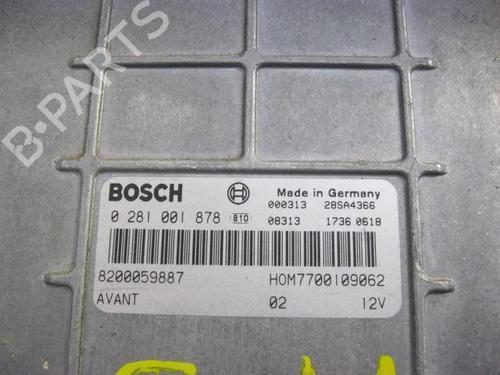 B-PARTS
BOSCH
Made in Germany
000313 28SA4366
0 281 001 878 810 08313 1736 0618
8200059887 HOM7700109062
AVANT 02 12V